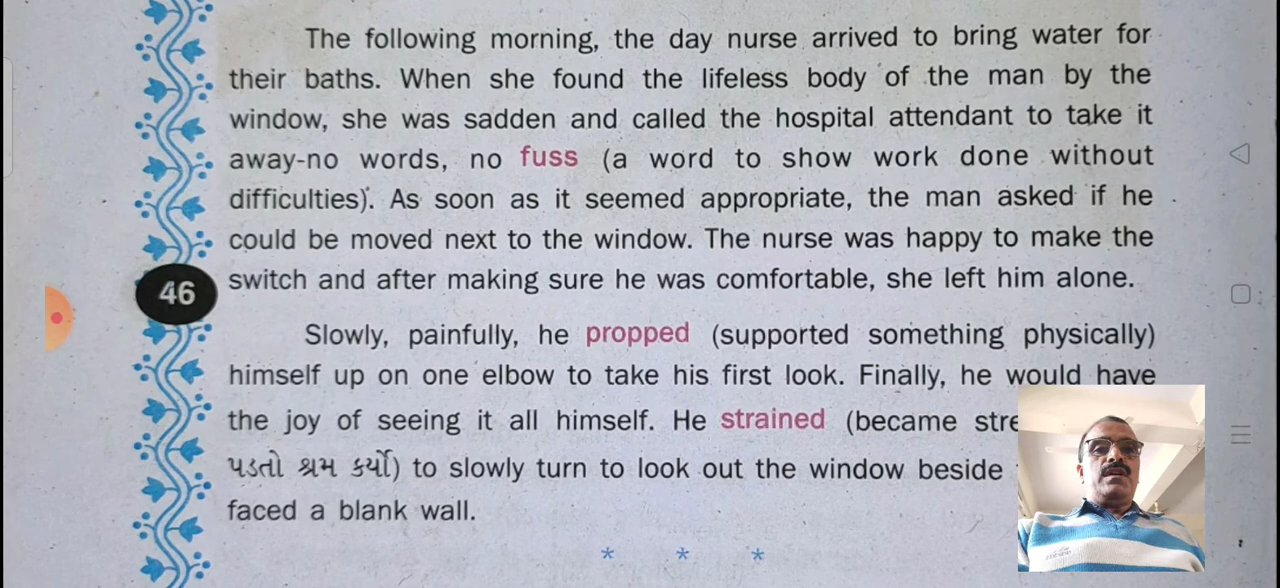 The following morning, the day nurse arrived to bring water for
their baths. When she found the lifeless body of the man by the
window, she was sadden and called the hospital attendant to take it
away-no words, no fuss (a word to show work done without
difficulties). As soon as it seemed appropriate, the man asked if he
could be moved next to the window. The nurse was happy to make the
switch and after making sure he was comfortable, she left him alone.
46
Slowly, painfully, he propped (supported something physically)
himself up on one elbow to take his first look. Finally, he would have
the joy of seeing it all himself. He strained (became
પડતો શ્રમ કર્યો) to slowly turn to look out the window beside
faced a blank wall.
* * *